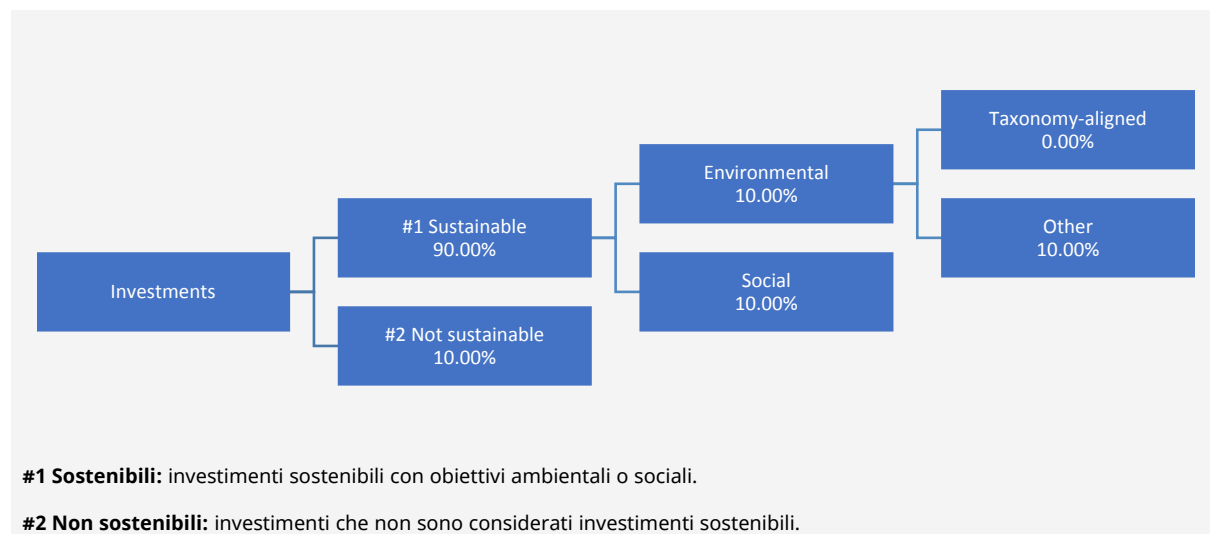 Investments
#1 Sustainable
90.00%
#2 Not sustainable
10.00%
Environmental
10.00%
Social
10.00%
Taxonomy-aligned
0.00%
Other
10.00%
#1 Sostenibili: investimenti sostenibili con obiettivi ambientali o sociali.
#2 Non sostenibili: investimenti che non sono considerati investimenti sostenibili.